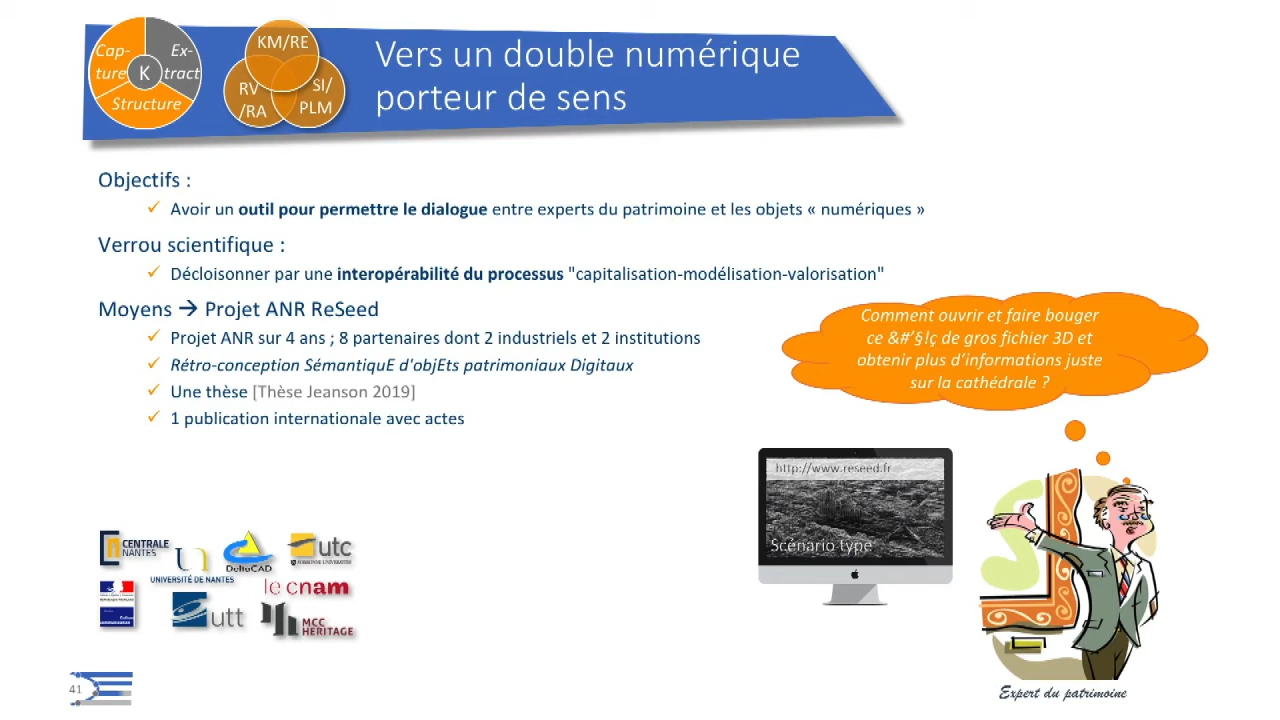 Cap-
ture
Ex-
tract
K
Structure
KM/RE
RV
/RA
SI/
PLM
Vers un double numérique
porteur de sens
Objectifs :
✓ Avoir un outil pour permettre le dialogue entre experts du patrimoine et les objets « numériques »
Verrou scientifique :
✓ Décloisonner par une interopérabilité du processus "capitalisation-modélisation-valorisation"
Moyens → Projet ANR ReSeed
✓ Projet ANR sur 4 ans ; 8 partenaires dont 2 industriels et 2 institutions
✓ Rétro-conception SémantiquE d'objEts patrimoniaux Digitaux
✓ Une thèse [Thèse Jeanson 2019]
✓ 1 publication internationale avec actes
Comment ouvrir et faire bouger
ce &#'§!ç de gros fichier 3D et
obtenir plus d'informations juste
sur la cathédrale ?
http://www.reseed.fr
Scénario type
CENTRALE
NANTES
UNIVERSITÉ DE NANTES
DeltaCAD
utc
le cnam
utt
MCC
HERITAGE
Expert du patrimoine
41